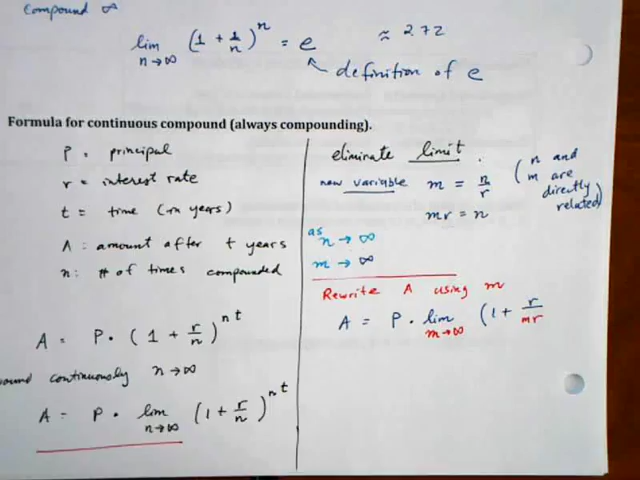 Compound ∞
lim n→∞ (1 + 1/n)^n = e ≈ 2.72
definition of e
Formula for continuous compound (always compounding).
P = principal
r = interest rate
t = time (in years)
A : amount after t years
n : # of times compounded
A = P · (1 + r/n)^nt
continuously n → ∞
A = P · lim n→∞ (1 + r/n)^nt
eliminate limit .
new variable m = n/r (n and m are directly related)
mr = n
as n → ∞
m → ∞
Rewrite A using m
A = P · lim m→∞ (1 + r/mr